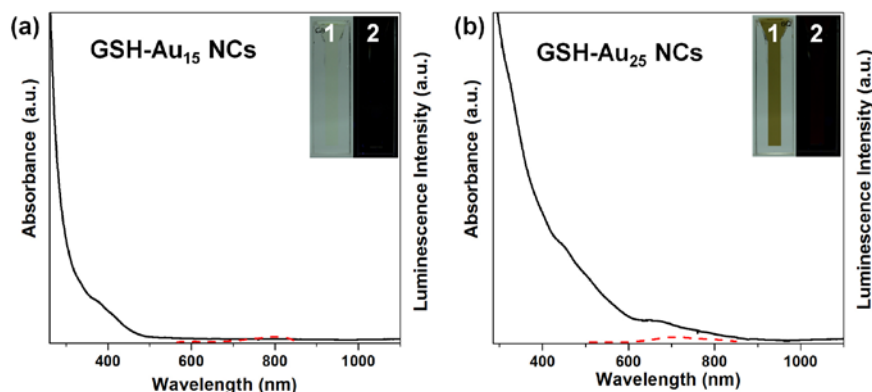 (a)
GSH-Au₁₅ NCs
1 2
Absorbance (a.u.)
Luminescence Intensity (a.u.)
400 600 800 1000
Wavelength (nm)
(b)
GSH-Au₂₅ NCs
1 2
Absorbance (a.u.)
Luminescence Intensity (a.u.)
400 600 800 1000
Wavelength (nm)